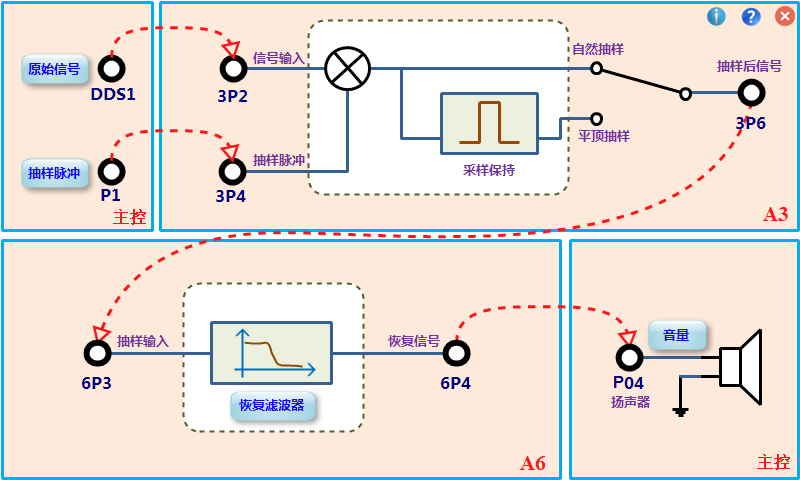 原始信号
DDS1
抽样脉冲
P1
主控
信号输入
3P2
抽样脉冲
3P4
采样保持
自然抽样
平顶抽样
抽样后信号
3P6
A3
抽样输入
6P3
恢复滤波器
恢复信号
6P4
A6
音量
P04
扬声器
主控